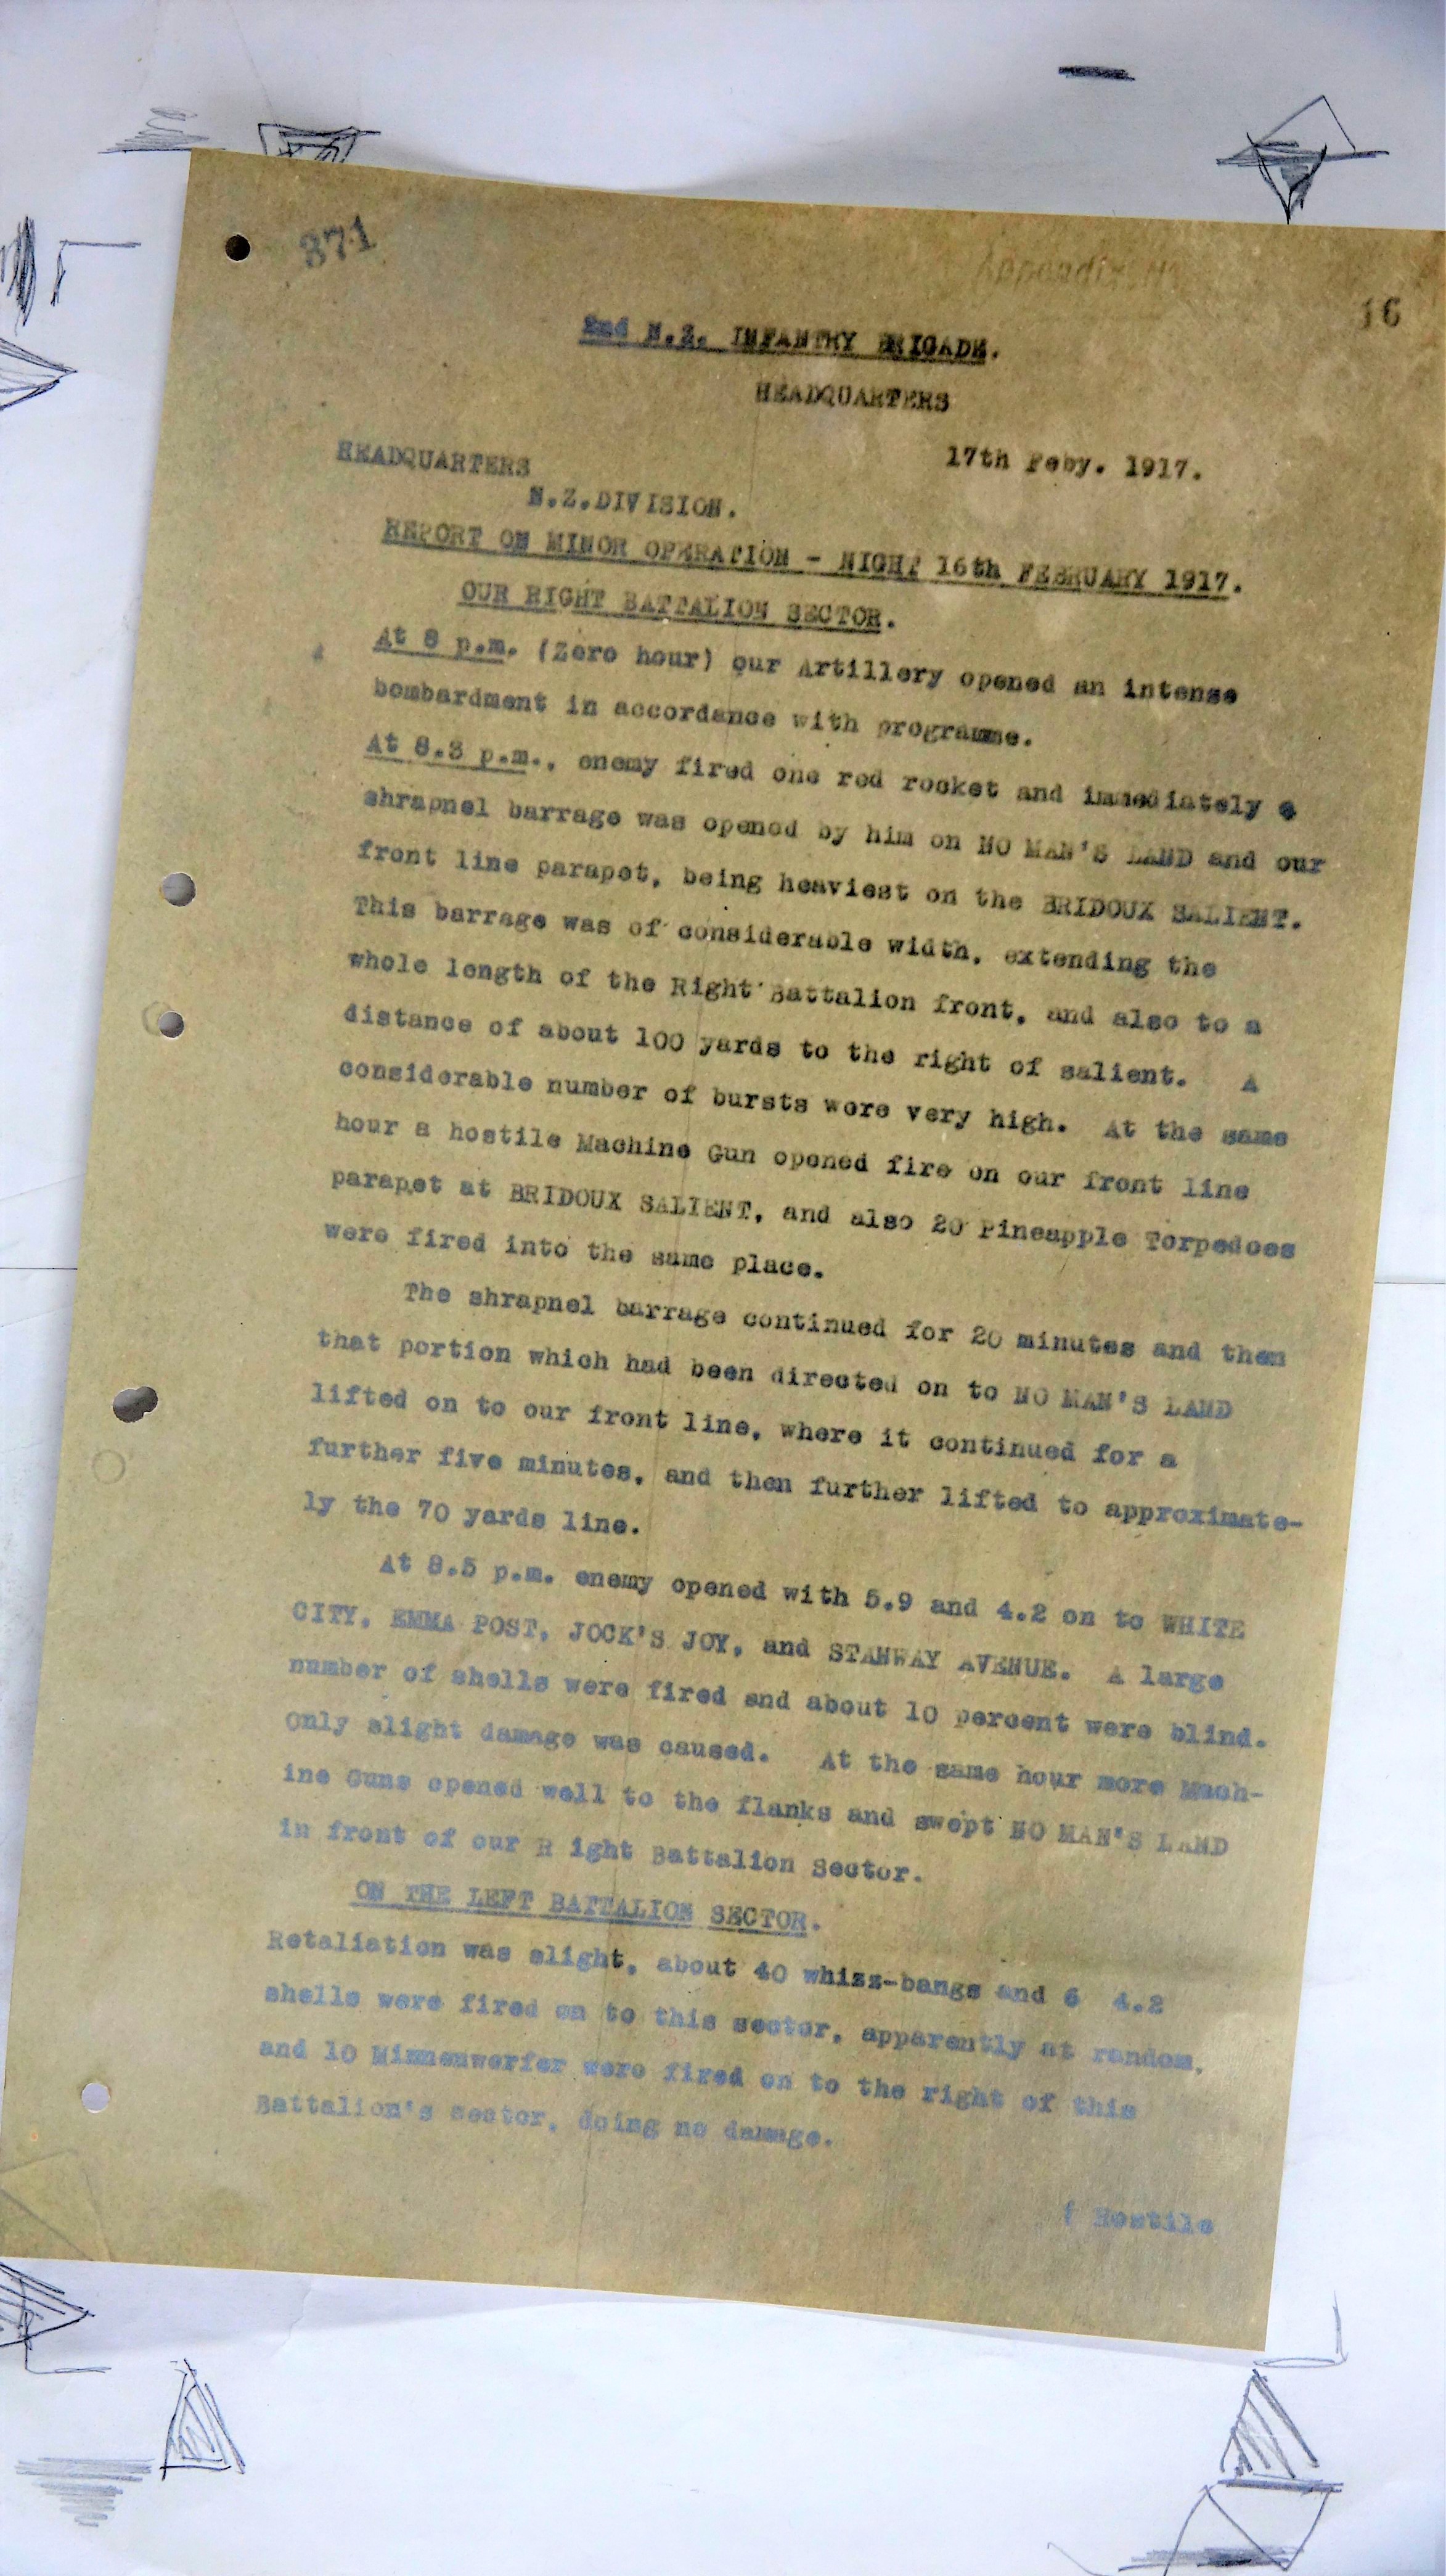 371
Appendix
16
2nd N.Z. INFANTRY BRIGADE.
HEADQUARTERS
17th Feby. 1917.
HEADQUARTERS
N.Z.DIVISION.
REPORT ON MINOR OPERATION - NIGHT 16th FEBRUARY 1917.
OUR RIGHT BATTALION SECTOR.
At 8 p.m. (Zero hour) our Artillery opened an intense
bombardment in accordance with programme.
At 8.3 p.m., enemy fired one red rocket and immediately a
shrapnel barrage was opened by him on NO MAN'S LAND and our
front line parapet, being heaviest on the BRIDOUX SALIENT.
This barrage was of considerable width, extending the
whole length of the Right Battalion front, and also to a
distance of about 100 yards to the right of salient. A
considerable number of bursts were very high. At the same
hour a hostile Machine Gun opened fire on our front line
parapet at BRIDOUX SALIENT, and also 20 Pineapple Torpedoes
were fired into the same place.
The shrapnel barrage continued for 20 minutes and then
that portion which had been directed on to NO MAN'S LAND
lifted on to our front line, where it continued for a
further five minutes, and then further lifted to approximate-
ly the 70 yards line.
At 8.5 p.m. enemy opened with 5.9 and 4.2 on to WHITE
CITY, EMMA POST, JOCK'S JOY, and STANWAY AVENUE. A large
number of shells were fired and about 10 percent were blind.
Only slight damage was caused. At the same hour more Mach-
ine Guns opened well to the flanks and swept NO MAN'S LAND
in front of our R ight Battalion Sector.
ON THE LEFT BATTALION SECTOR.
Retaliation was slight, about 40 whizz-bangs and 6 4.2
shells were fired on to this sector, apparently at random,
and 10 Minnenwerfer were fired on to the right of this
Battalion's sector, doing no damage.
Hostile